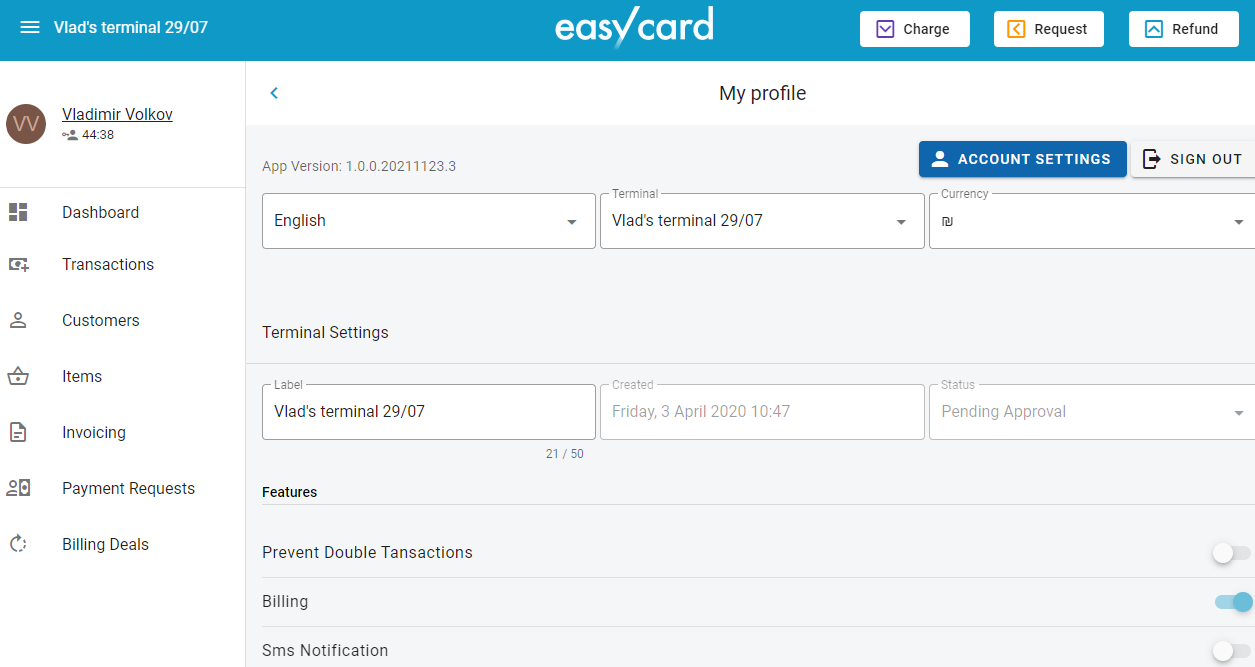 Vlad's terminal 29/07
easycard
Charge
Request
Refund
VV
Vladimir Volkov
44:38
My profile
App Version: 1.0.0.20211123.3
ACCOUNT SETTINGS
SIGN OUT
English
Terminal
Vlad's terminal 29/07
Currency
₪
Dashboard
Transactions
Customers
Items
Invoicing
Payment Requests
Billing Deals
Terminal Settings
Label
Vlad's terminal 29/07
21 / 50
Created
Friday, 3 April 2020 10:47
Status
Pending Approval
Features
Prevent Double Tansactions
Billing
Sms Notification